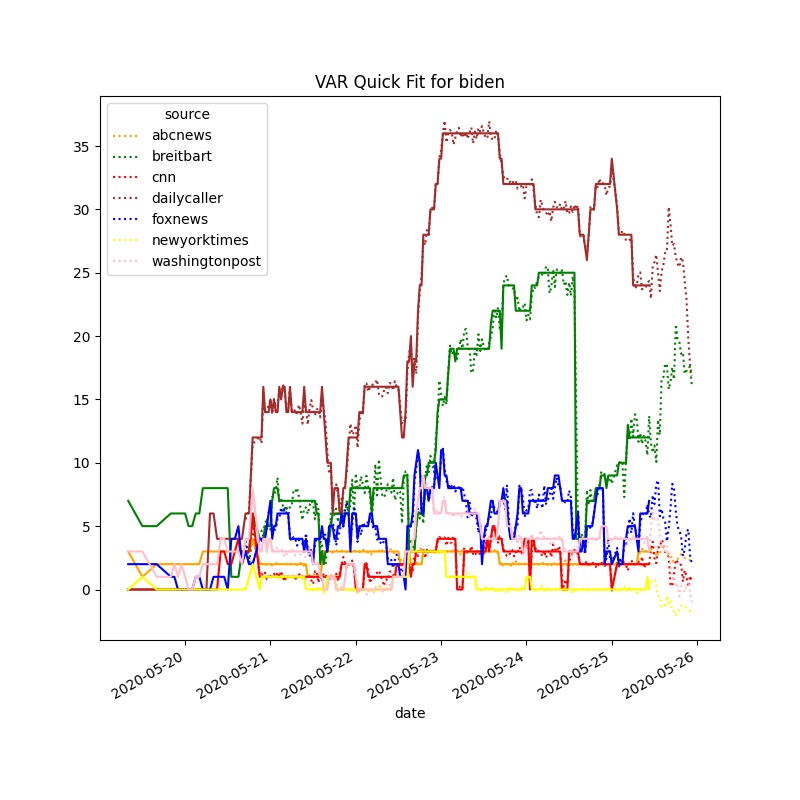 VAR Quick Fit for biden
source
abcnews
breitbart
cnn
dailycaller
foxnews
newyorktimes
washingtonpost
35
30
25
20
15
10
5
0
2020-05-20
2020-05-21
2020-05-22
2020-05-23
2020-05-24
2020-05-25
2020-05-26
date